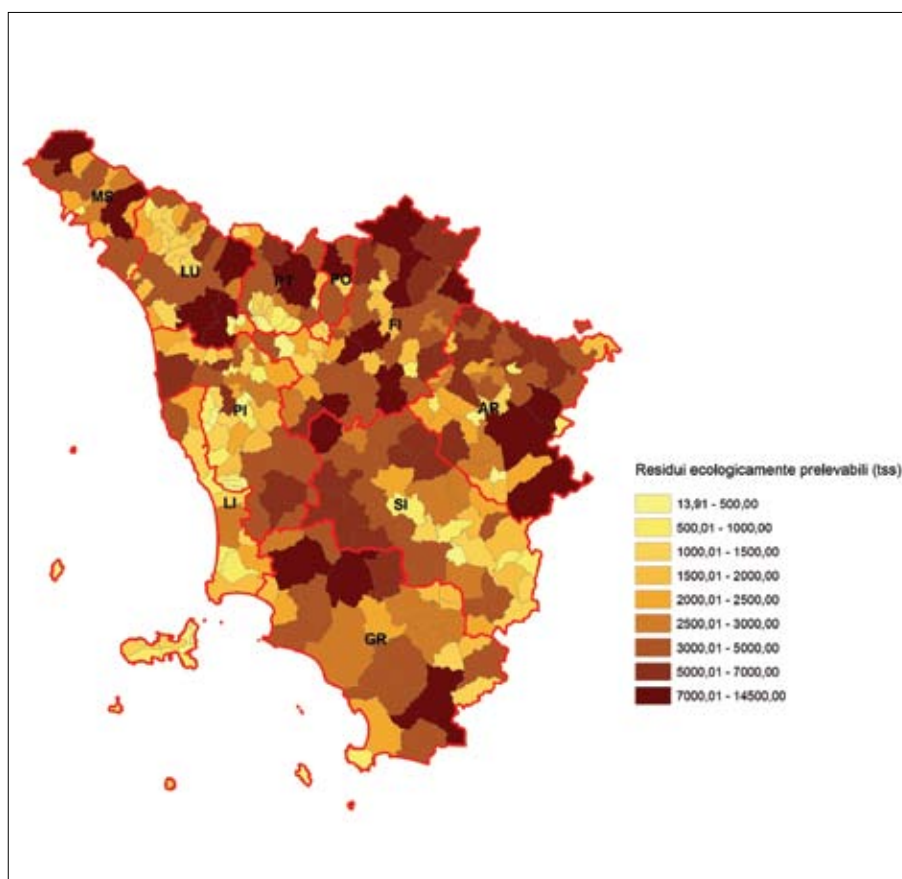 MS
LU
PT
PO
FI
PI
AR
LI
SI
GR
Residui ecologicamente prelevabili (tss)
13,91 - 500,00
500,01 - 1000,00
1000,01 - 1500,00
1500,01 - 2000,00
2000,01 - 2500,00
2500,01 - 3000,00
3000,01 - 5000,00
5000,01 - 7000,00
7000,01 - 14500,00